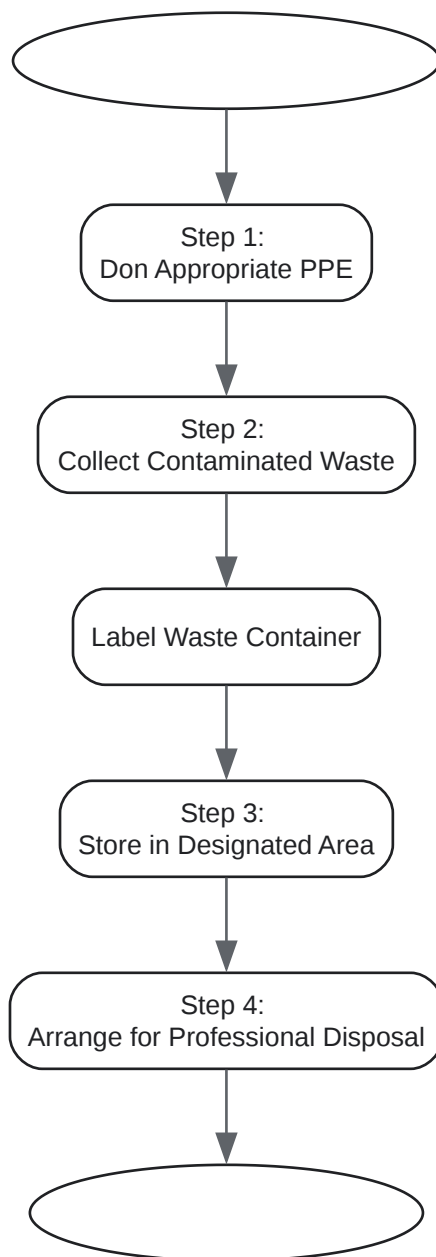 Step 1:
Don Appropriate PPE
Step 2:
Collect Contaminated Waste
Label Waste Container
Step 3:
Store in Designated Area
Step 4:
Arrange for Professional Disposal